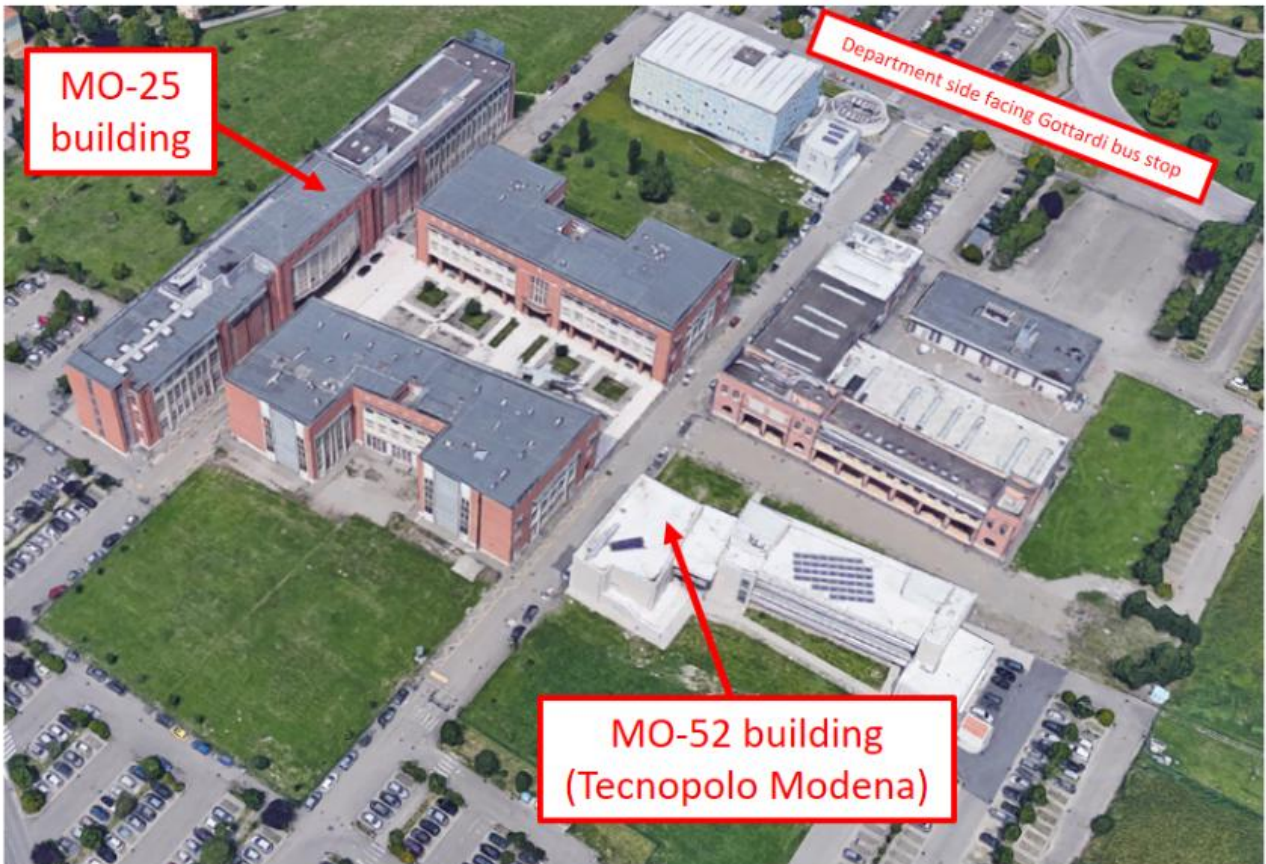 MO-25
building
Department side facing Gottardi bus stop
MO-52 building
(Tecnopolo Modena)